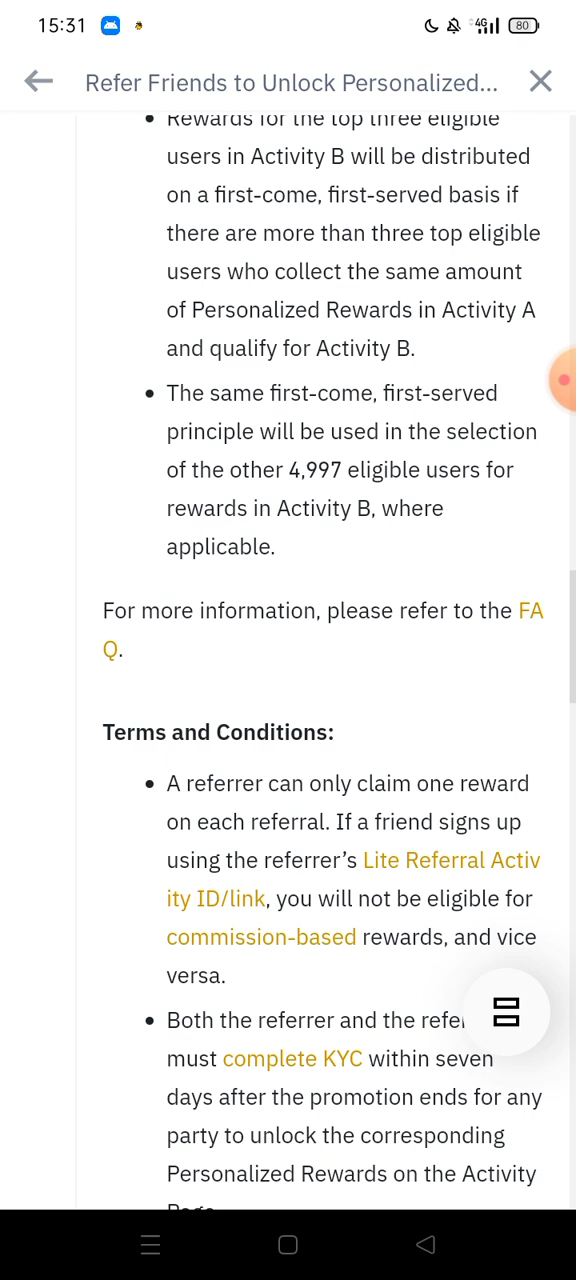 15:31
4G
80
Refer Friends to Unlock Personalized...
Rewards for the top three eligible
users in Activity B will be distributed
on a first-come, first-served basis if
there are more than three top eligible
users who collect the same amount
of Personalized Rewards in Activity A
and qualify for Activity B.
The same first-come, first-served
principle will be used in the selection
of the other 4,997 eligible users for
rewards in Activity B, where
applicable.
For more information, please refer to the FA
Q.
Terms and Conditions:
A referrer can only claim one reward
on each referral. If a friend signs up
using the referrer’s Lite Referral Activ
ity ID/link, you will not be eligible for
commission-based rewards, and vice
versa.
Both the referrer and the
must complete KYC within seven
days after the promotion ends for any
party to unlock the corresponding
Personalized Rewards on the Activity